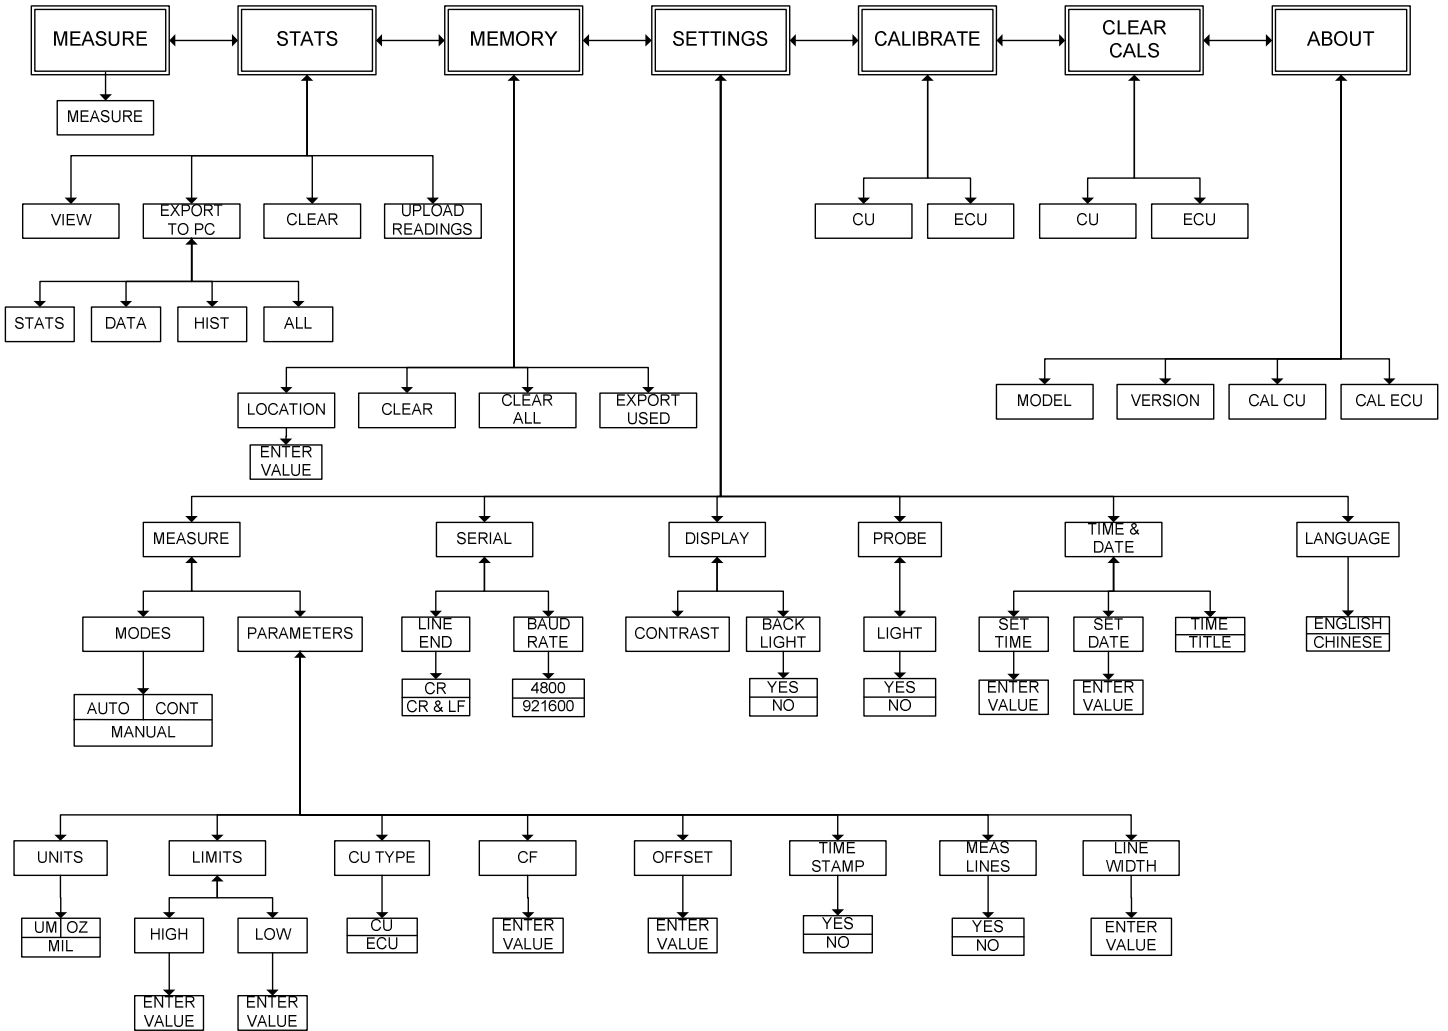 MEASURE
STATS
MEMORY
SETTINGS
CALIBRATE
CLEAR
CALS
ABOUT
MEASURE
VIEW
EXPORT
TO PC
CLEAR
UPLOAD
READINGS
CU
ECU
CU
ECU
STATS
DATA
HIST
ALL
LOCATION
CLEAR
CLEAR
ALL
EXPORT
USED
MODEL
VERSION
CAL CU
CAL ECU
ENTER
VALUE
MEASURE
SERIAL
DISPLAY
PROBE
TIME &
DATE
LANGUAGE
MODES
PARAMETERS
LINE
END
BAUD
RATE
CONTRAST
BACK
LIGHT
LIGHT
SET
TIME
SET
DATE
TIME
TITLE
ENGLISH
CHINESE
AUTO
CONT
MANUAL
CR
CR & LF
4800
921600
YES
NO
YES
NO
ENTER
VALUE
ENTER
VALUE
UNITS
LIMITS
CU TYPE
CF
OFFSET
TIME
STAMP
MEAS
LINES
LINE
WIDTH
UM
OZ
MIL
HIGH
LOW
CU
ECU
ENTER
VALUE
ENTER
VALUE
YES
NO
YES
NO
ENTER
VALUE
ENTER
VALUE
ENTER
VALUE